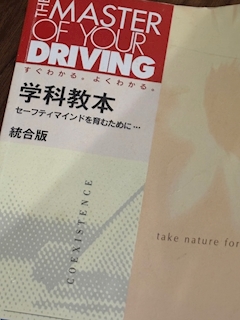 THE MASTER
OF YOUR
DRIVING
すぐわかる。よくわかる。
学科教本
セーフティマインドを育むために…
統合版
COEXISTENCE
take nature for